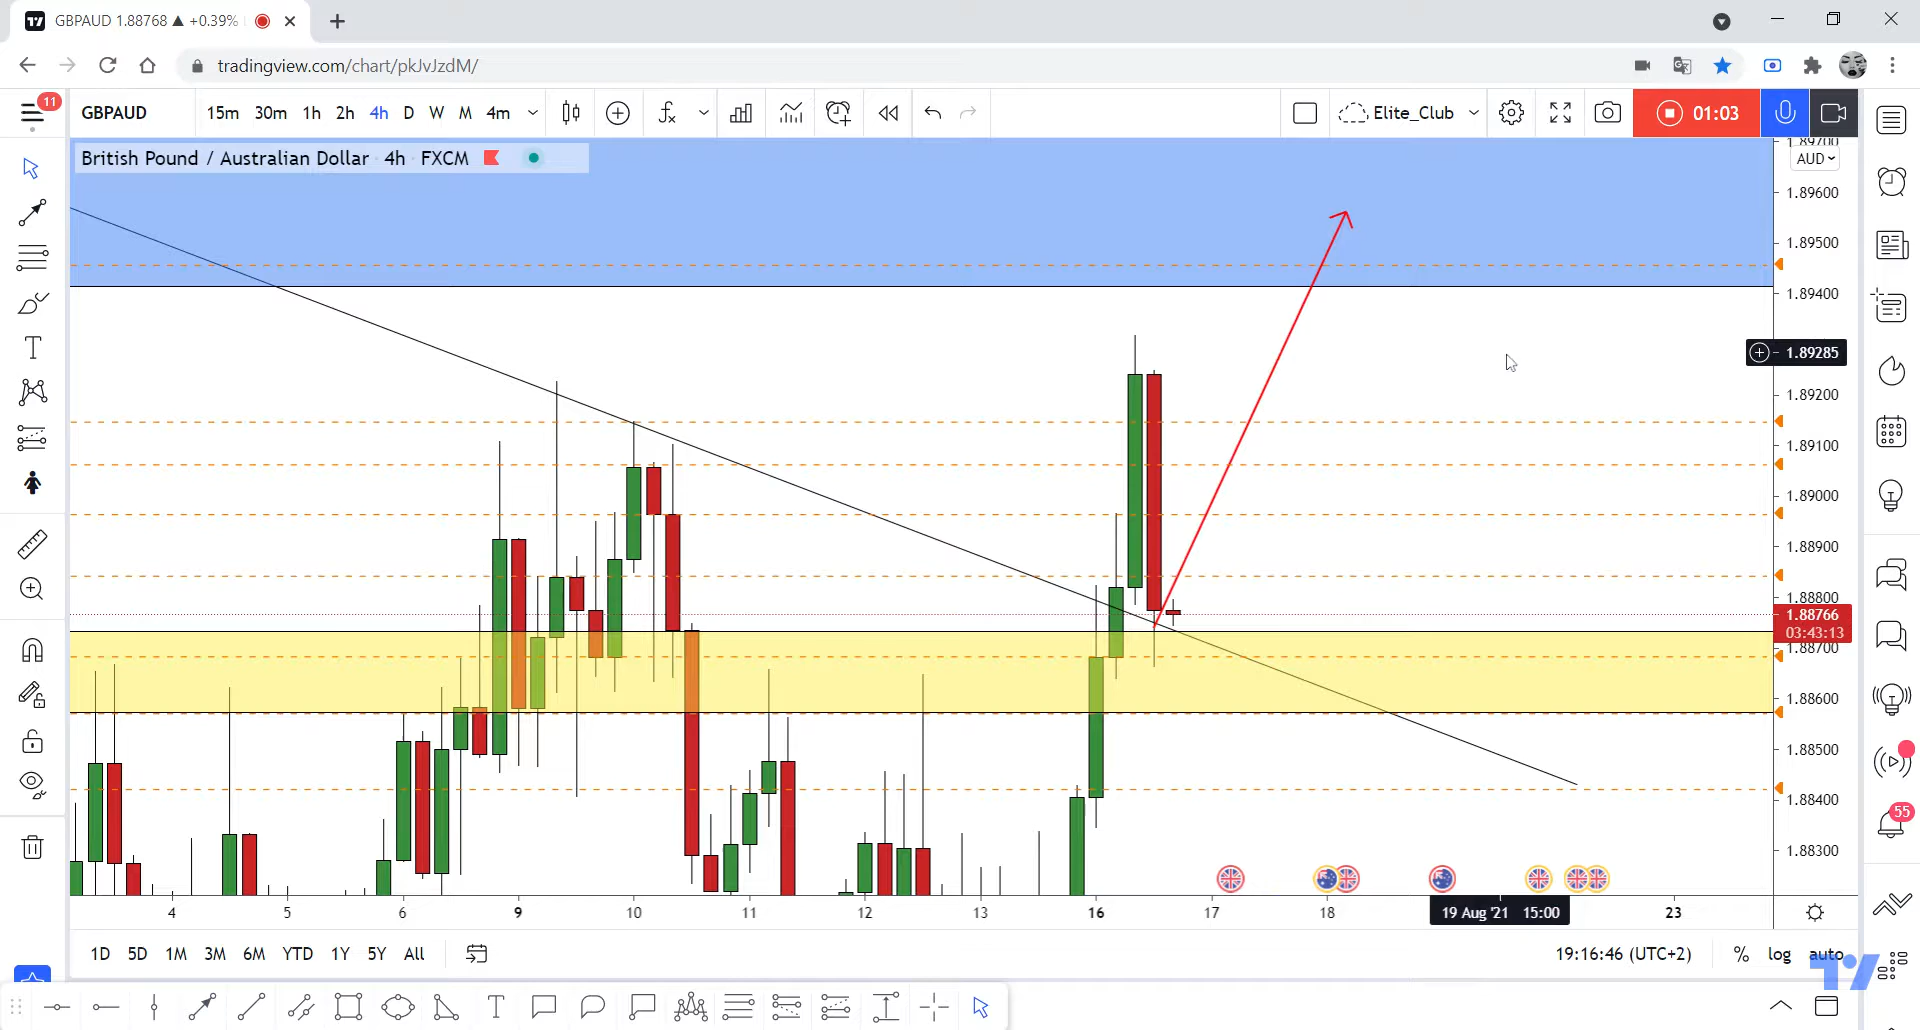 GBPAUD 1.88768 ▲ +0.39%
tradingview.com/chart/pkJvJzdM/
11
GBPAUD 15m 30m 1h 2h 4h D W M 4m Elite_Club 01:03
British Pound / Australian Dollar 4h FXCM
1.89700
AUD
1.89600
1.89500
1.89400
1.89285
1.89200
1.89100
1.89000
1.88900
1.88800
1.88766
03:43:13
1.88700
1.88600
1.88500
1.88400
1.88300
55
4 5 6 9 10 11 12 13 16 17 18 19 Aug '21 15:00 23
1D 5D 1M 3M 6M YTD 1Y 5Y All 19:16:46 (UTC+2) % log auto